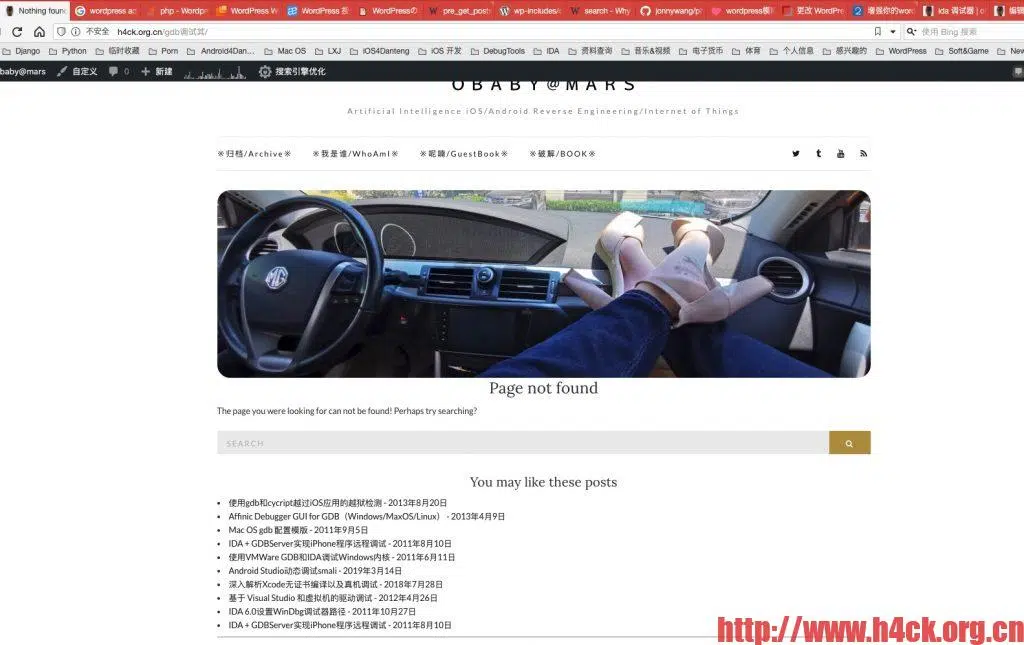 Nothing foun
wordpress ac
php - Wordp
WordPress W
WordPress
WordPressの
pre_get_post
wp-includes/
search - Why
jonnywang/p
wordpress模
更改 WordPre
增强你的word
ida 调试器 | o
编辑
不安全 h4ck.org.cn/gdb调试其/
使用 Bing 搜索
Django Python 临时收藏 Porn Android4Dan... Mac OS LXJ iOS4Danteng iOS 开发 DebugTools IDA 资料查询 音乐&视频 电子货币 体育 个人信息 感兴趣的 WordPress Soft&Game New
baby@mars 自定义 0 新建 搜索引擎优化
OBABY@MARS
Artificial Intelligence iOS/Android Reverse Engineering/Internet of Things
※归档/Archive※ ※我是谁/WhoAmI※ ※呢喃/GuestBook※ ※破解/BOOK※
MG
Page not found
The page you were looking for can not be found! Perhaps try searching?
SEARCH
You may like these posts
使用gdb和cycript越过iOS应用的越狱检测 - 2013年8月20日
Affinic Debugger GUI for GDB（Windows/MaxOS/Linux） - 2013年4月9日
Mac OS gdb 配置模版 - 2011年9月5日
IDA + GDBServer实现iPhone程序远程调试 - 2011年8月10日
使用VMWare GDB和IDA调试Windows内核 - 2011年6月11日
Android Studio动态调试smali - 2019年3月14日
深入解析Xcode无证书编译以及真机调试 - 2018年7月28日
基于 Visual Studio 和虚拟机的驱动调试 - 2012年4月26日
IDA 6.0设置WinDbg调试器路径 - 2011年10月27日
IDA + GDBServer实现iPhone程序远程调试 - 2011年8月10日
http://www.h4ck.org.cn